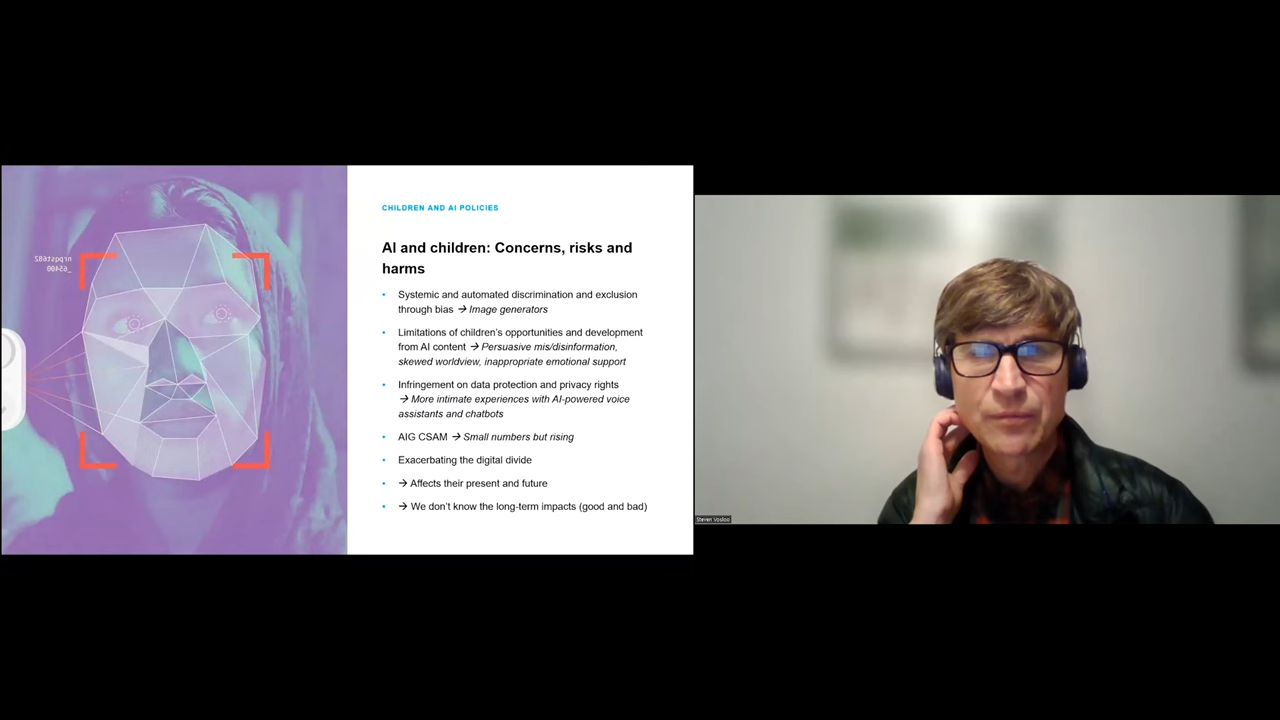 CHILDREN AND AI POLICIES
AI and children: Concerns, risks and
harms
• Systemic and automated discrimination and exclusion
through bias → Image generators
• Limitations of children's opportunities and development
from AI content → Persuasive mis/disinformation,
skewed worldview, inappropriate emotional support
• Infringement on data protection and privacy rights
→ More intimate experiences with AI-powered voice
assistants and chatbots
• AIG CSAM → Small numbers but rising
• Exacerbating the digital divide
• → Affects their present and future
• → We don't know the long-term impacts (good and bad)
Steven Vosloo